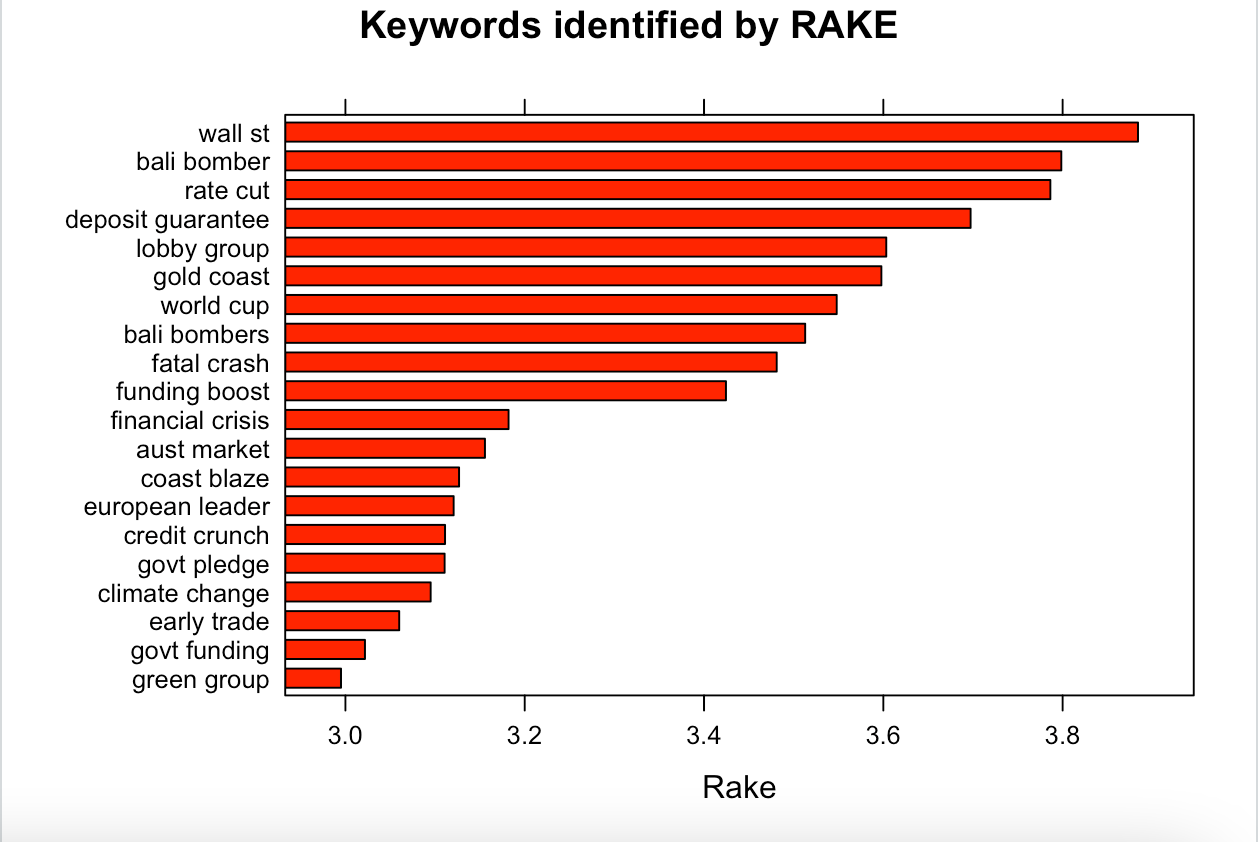 Keywords identified by RAKE
wall st
bali bomber
rate cut
deposit guarantee
lobby group
gold coast
world cup
bali bombers
fatal crash
funding boost
financial crisis
aust market
coast blaze
european leader
credit crunch
govt pledge
climate change
early trade
govt funding
green group
3.0 3.2 3.4 3.6 3.8
Rake